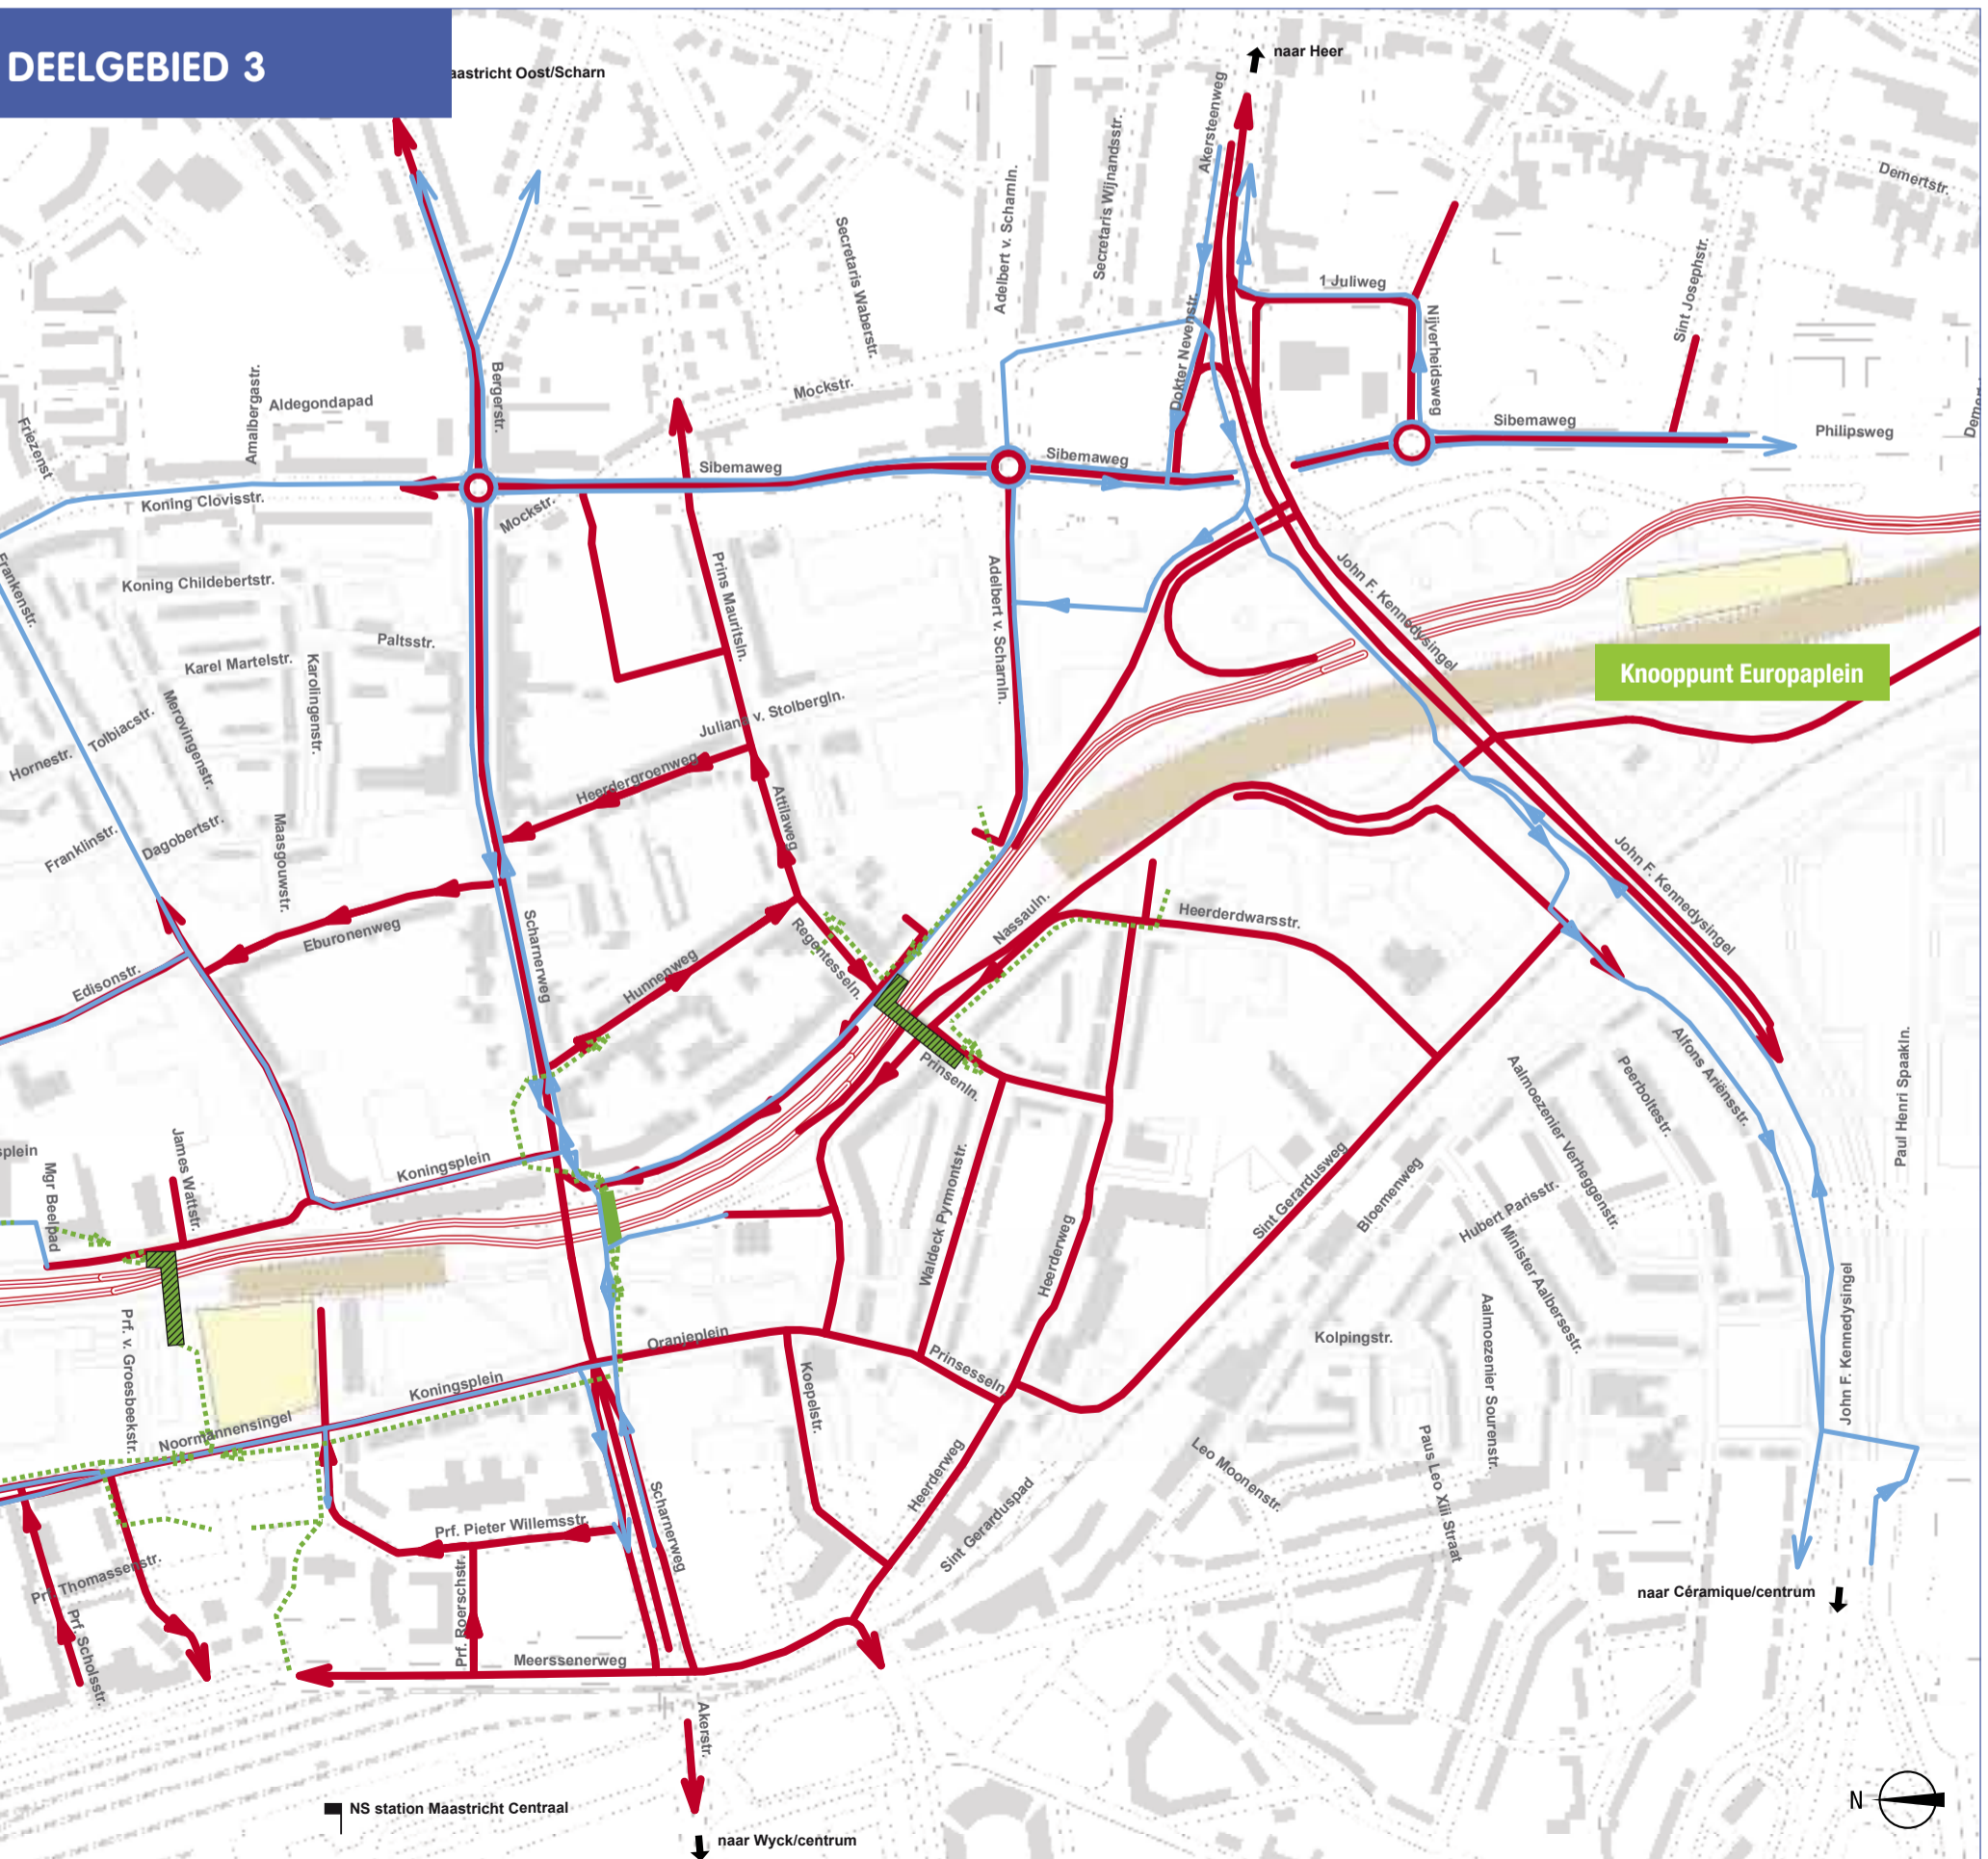 DEELGEBIED 3
aastricht Oost/Scharn
naar Heer
Akersteenweg
Demertstr.
Secretaris Wijnandsstr.
Adelbert v. Scharnln.
Secretaris Waberstr.
1 Juliweg
Sint Josephstr.
Nijverheidsweg
Dokter Nevenstr.
Bergerstr.
Amalbergastr.
Aldegondapad
Mockstr.
Friezenst
Sibemaweg
Philipsweg
Sibemaweg
Sibemaweg
Koning Clovisstr.
Mockstr.
Frankenstr.
Koning Childebertstr.
Prins Mauritsln.
Adelbert v. Scharnln.
John F. Kennedysingel
Paltsstr.
Karel Martelstr.
Karolingenstr.
Merovingenstr.
Tolbiacstr.
Hornestr.
Juliana v. Stolbergln.
Knooppunt Europaplein
Heerdergroenweg
Attilaweg
Franklinstr.
Dagobertstr.
Maasgouwstr.
John F. Kennedysingel
Nassauln.
Heerderdwarsstr.
Eburonenweg
Scharnerweg
Regentesseln.
Hunnenweg
Edisonstr.
Prinsenln.
Alfons Ariënsstr.
Peerboltestr.
Aalmoezenier Verheggenstr.
Paul Henri Spaakln.
splein
Mgr Beelpad
James Wattstr.
Koningsplein
Waldeck Pyrmontstr.
Heerderweg
Sint Gerardusweg
Bloemenweg
Hubert Parisstr.
Minister Aalbersestr.
John F. Kennedysingel
Prf. v. Groesbeekstr.
Oranjeplein
Prinsesseln
Kolpingstr.
Aalmoezenier Sourenstr.
Koningsplein
Koepelstr.
Noormannensingel
Heerderweg
Leo Moonenstr.
Paus Leo XIII Straat
Scharnerweg
Prf. Pieter Willemsstr.
Sint Gerarduspad
Prf. Thomassenstr.
Prf. Roerschstr.
Prf. Scholsstr.
naar Céramique/centrum
Meerssenerweg
Akerstr.
N
NS station Maastricht Centraal
naar Wyck/centrum